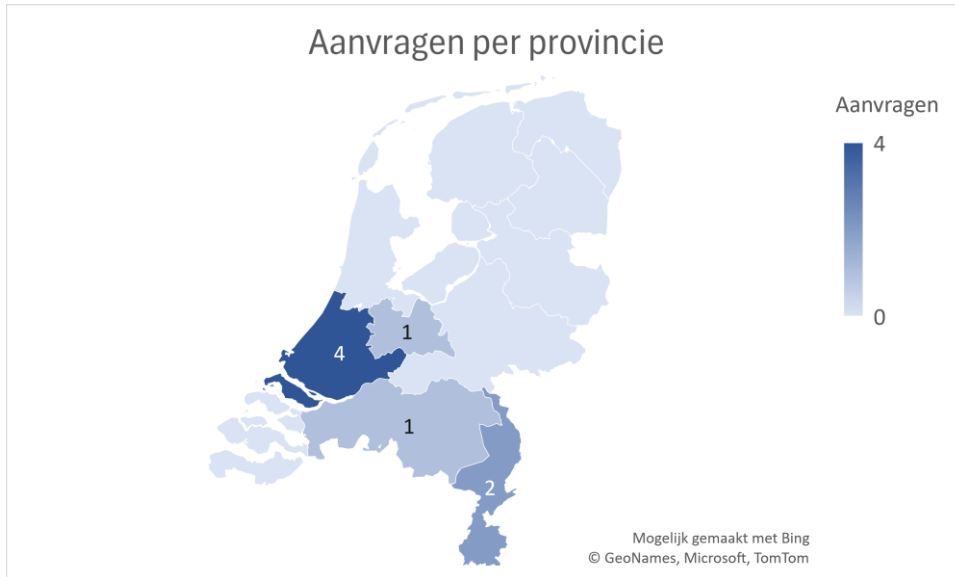 Aanvragen per provincie
Aanvragen
4
0
1
4
1
2
Mogelijk gemaakt met Bing
© GeoNames, Microsoft, TomTom